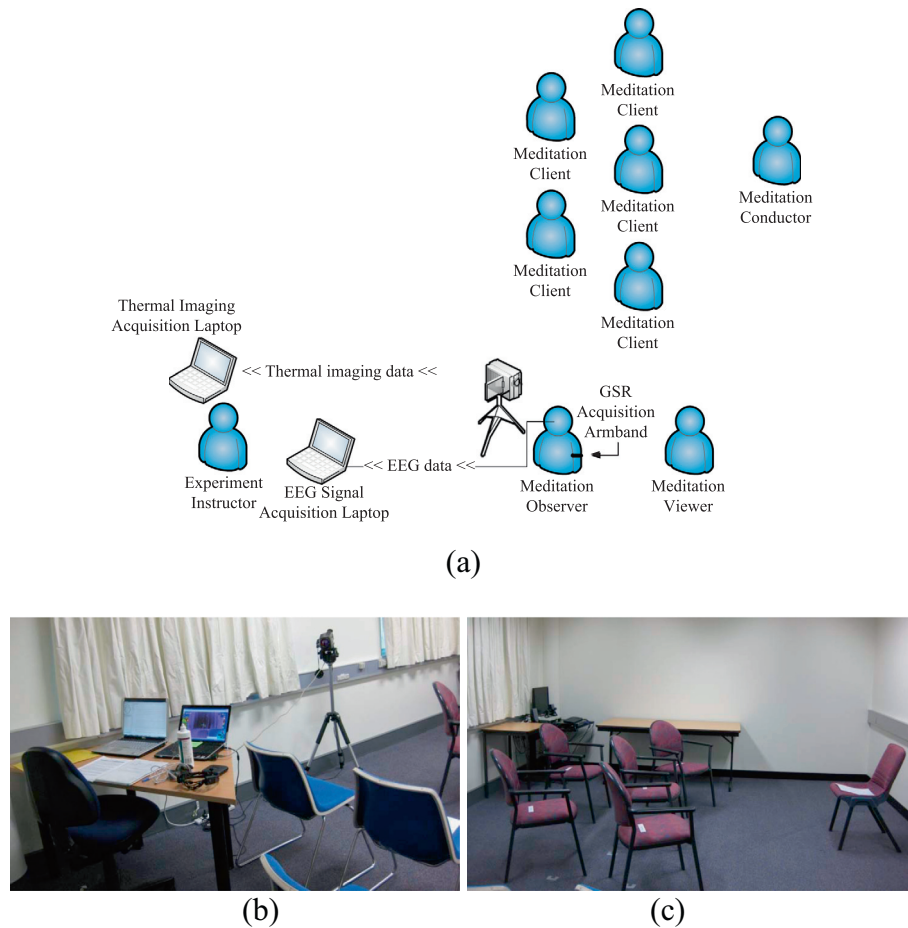 Meditation
Client
Meditation
Client
Meditation
Client
Meditation
Conductor
Meditation
Client
Meditation
Client
Thermal Imaging
Acquisition Laptop
<< Thermal imaging data <<
GSR
Acquisition
Armband
<< EEG data <<
Experiment
Instructor
EEG Signal
Acquisition Laptop
Meditation
Observer
Meditation
Viewer
(a)
(b)
(c)